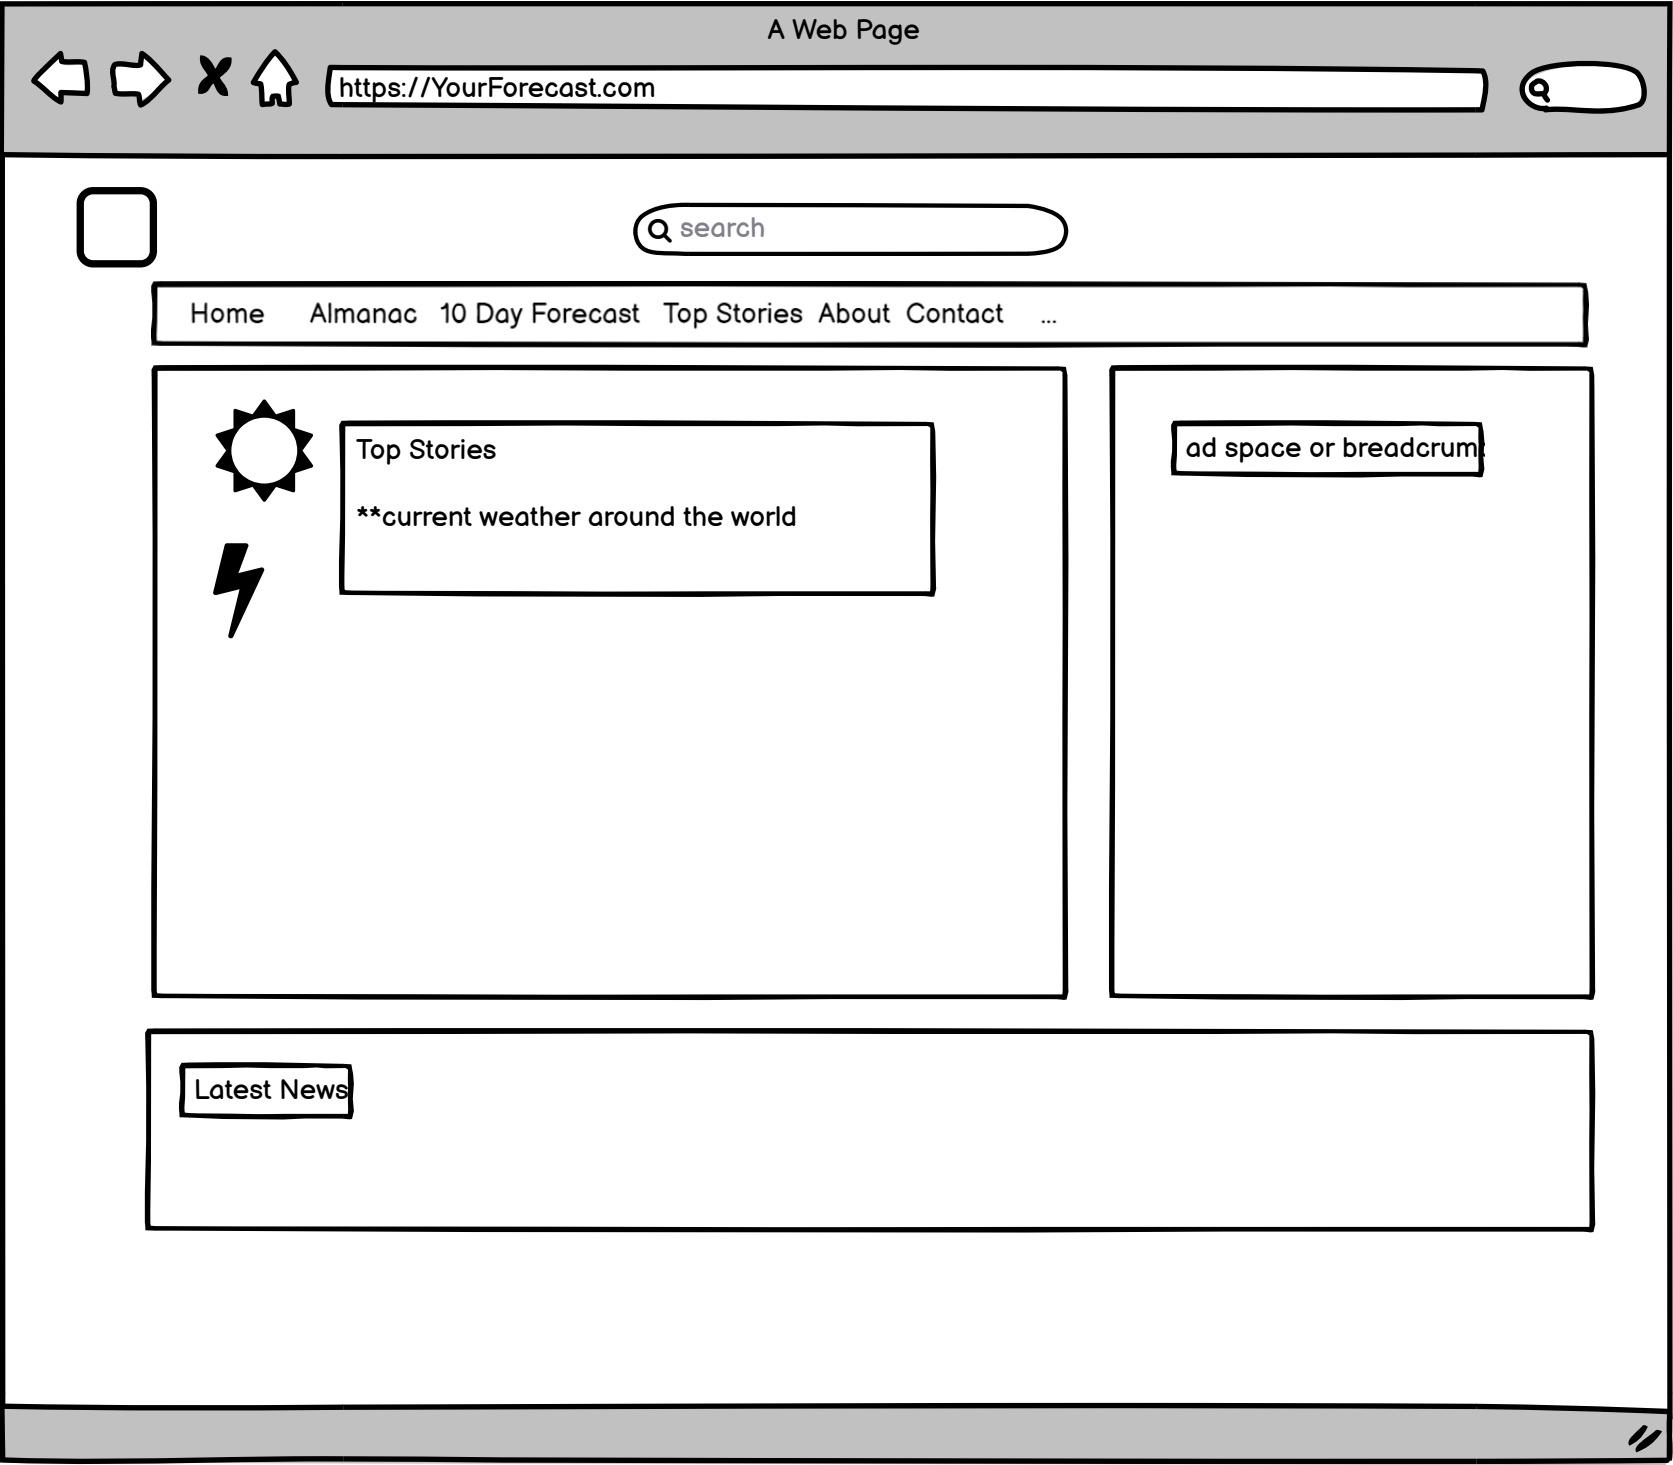 A Web Page
https://YourForecast.com
search
Home Almanac 10 Day Forecast Top Stories About Contact ...
Top Stories
**current weather around the world
ad space or breadcrum
Latest News